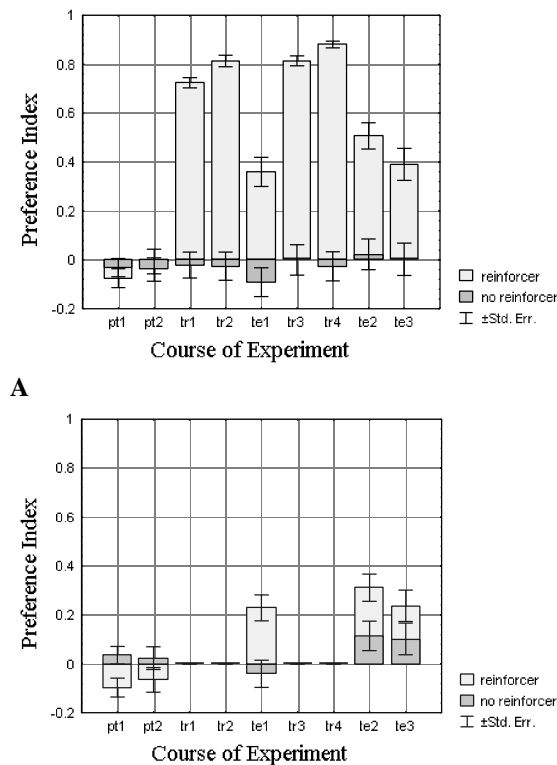 1
0.8
0.6
0.4
0.2
0
-0.2
Preference Index
pt1 pt2 tr1 tr2 te1 tr3 tr4 te2 te3
Course of Experiment
reinforcer
no reinforcer
±Std. Err.
A
1
0.8
0.6
0.4
0.2
0
-0.2
Preference Index
pt1 pt2 tr1 tr2 te1 tr3 tr4 te2 te3
Course of Experiment
reinforcer
no reinforcer
±Std. Err.